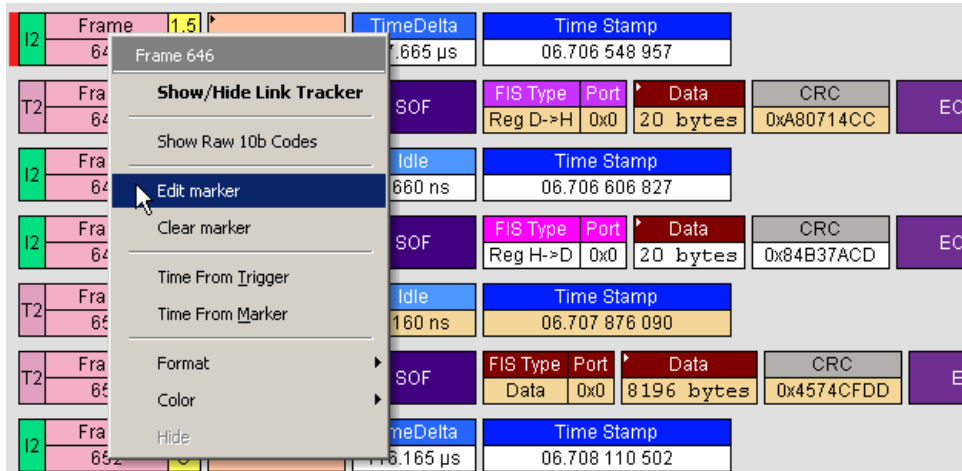 I2 Frame 1.5 TimeDelta Time Stamp
.665 µs 06.706 548 957
Frame 646
Show/Hide Link Tracker
Show Raw 10b Codes
Edit marker
Clear marker
Time From Trigger
Time From Marker
Format
Color
Hide
T2 SOF FIS Type Port Data CRC
Reg D->H 0x0 20 bytes 0xA80714CC
I2 Idle Time Stamp
660 ns 06.706 606 827
I2 SOF FIS Type Port Data CRC
Reg H->D 0x0 20 bytes 0x84B37ACD
T2 Idle Time Stamp
160 ns 06.707 876 090
T2 SOF FIS Type Port Data CRC
Data 0x0 8196 bytes 0x4574CFDD
I2 Time Stamp
652 06.708 110 502